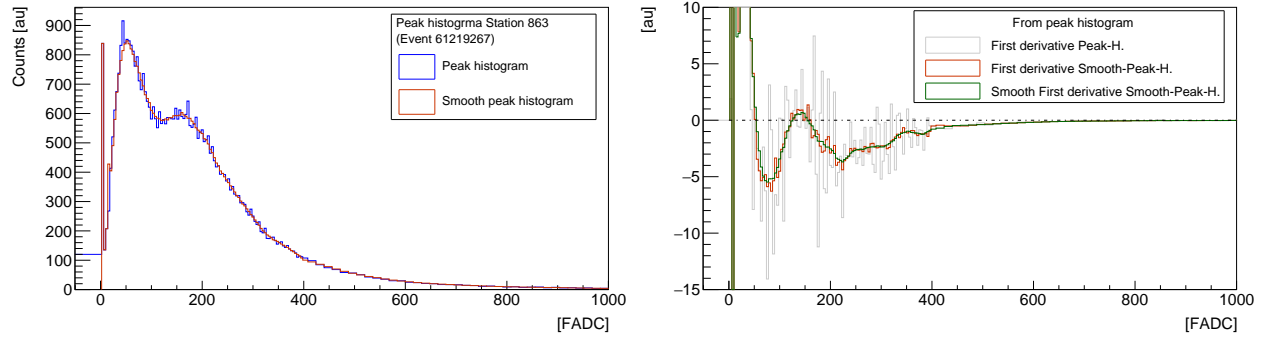 Counts [au]
900
800
700
600
500
400
300
200
100
0
0 200 400 600 800 1000
[FADC]
Peak histogrma Station 863
(Event 61219267)
Peak histogram
Smooth peak histogram
[au]
10
5
0
−5
−10
−15
0 200 400 600 800 1000
[FADC]
From peak histogram
First derivative Peak-H.
First derivative Smooth-Peak-H.
Smooth First derivative Smooth-Peak-H.